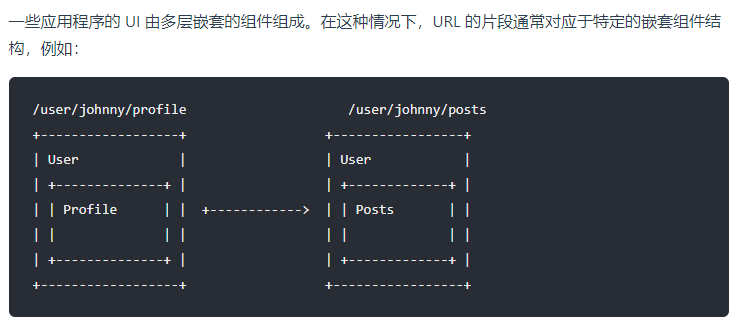 一些应用程序的 UI 由多层嵌套的组件组成。在这种情况下，URL 的片段通常对应于特定的嵌套组件结
构，例如：
/user/johnny/profile                     /user/johnny/posts
+------------------+                  +-----------------+
| User             |                  | User            |
| +--------------+ |                  | +-------------+ |
| | Profile      | |  +------------>  | | Posts       | |
| |              | |                  | |             | |
| +--------------+ |                  | +-------------+ |
+------------------+                  +-----------------+